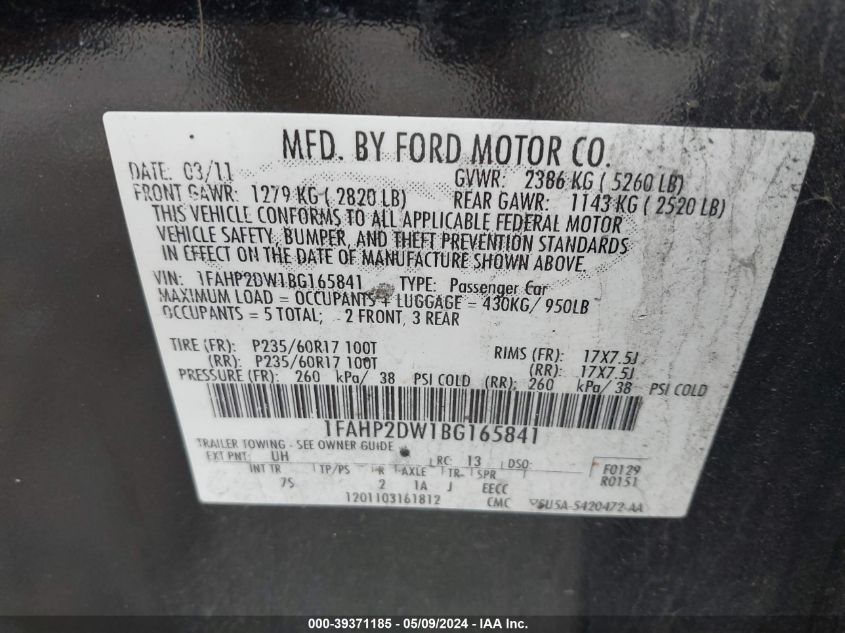 MFD. BY FORD MOTOR CO.
DATE: 03/11 GVWR: 2386 KG ( 5260 LB)
FRONT GAWR: 1279 KG ( 2820 LB) REAR GAWR: 1143 KG ( 2520 LB)
THIS VEHICLE CONFORMS TO ALL APPLICABLE FEDERAL MOTOR
VEHICLE SAFETY, BUMPER, AND THEFT PREVENTION STANDARDS
IN EFFECT ON THE DATE OF MANUFACTURE SHOWN ABOVE.
VIN: 1FAHP2DW1BG165841 TYPE: Passenger Car
MAXIMUM LOAD = OCCUPANTS + LUGGAGE = 430KG/ 950LB
OCCUPANTS = 5 TOTAL; 2 FRONT, 3 REAR
TIRE (FR): P235/60R17 100T RIMS (FR): 17X7.5J
(RR): P235/60R17 100T (RR): 17X7.5J
PRESSURE (FR): 260 kPa/ 38 PSI COLD (RR): 260 kPa/ 38 PSI COLD
1FAHP2DW1BG165841
TRAILER TOWING - SEE OWNER GUIDE
EXT PNT: UH RC: 13 DSO: F0129
R0151
INT TR TP/PS R AXLE TR SPR
7S 2 1A J EECC
1201103161812 CMC 5U5A-5420472-AA
000-39371185 - 05/09/2024 - IAA Inc.